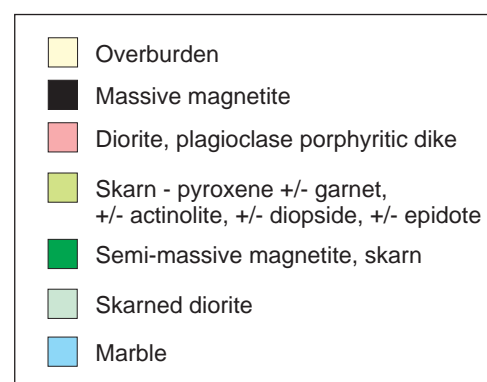 Overburden
Massive magnetite
Diorite, plagioclase porphyritic dike
Skarn - pyroxene +/- garnet,
+/- actinolite, +/- diopside, +/- epidote
Semi-massive magnetite, skarn
Skarned diorite
Marble